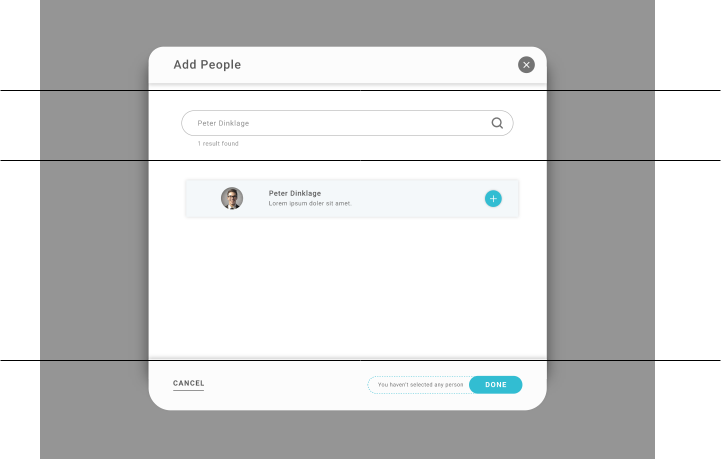 Add People
Peter Dinklage
1 result found
Peter Dinklage
Lorem ipsum doler sit amet.
CANCEL
You haven't selected any person
DONE